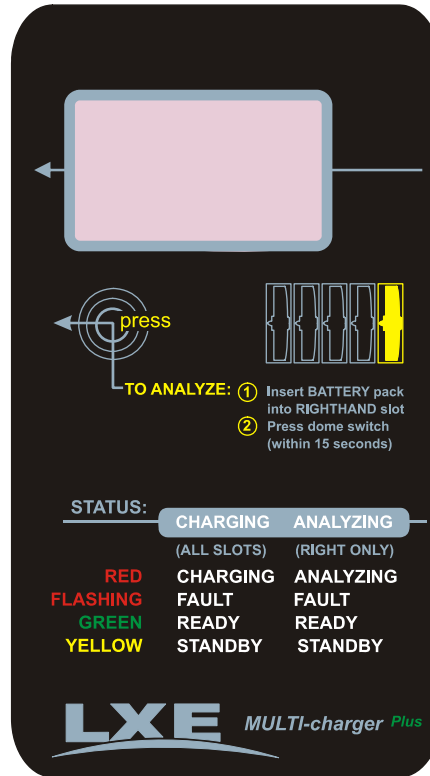 press
TO ANALYZE: ① Insert BATTERY pack
into RIGHTHAND slot
② Press dome switch
(within 15 seconds)
STATUS:
CHARGING ANALYZING
(ALL SLOTS) (RIGHT ONLY)
RED CHARGING ANALYZING
FLASHING FAULT FAULT
GREEN READY READY
YELLOW STANDBY STANDBY
LXE MULTI-charger Plus